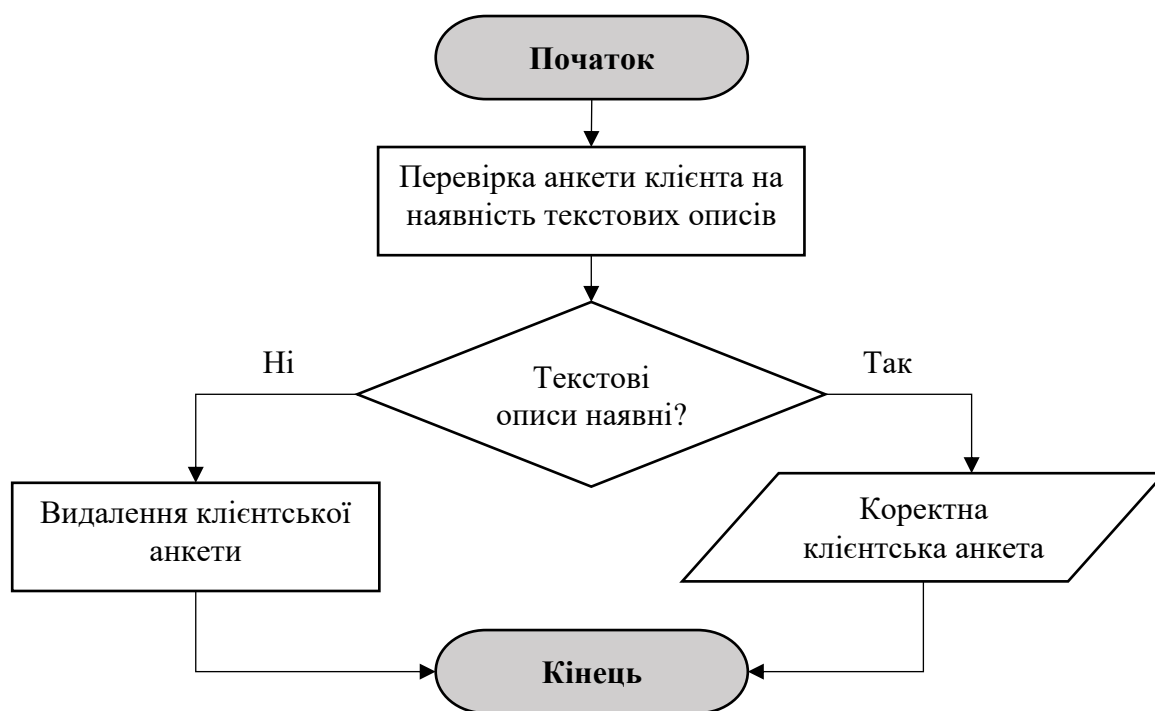 Початок
Перевірка анкети клієнта на
наявність текстових описів
Ні
Так
Текстові
описи наявні?
Видалення клієнтської
анкети
Коректна
клієнтська анкета
Кінець